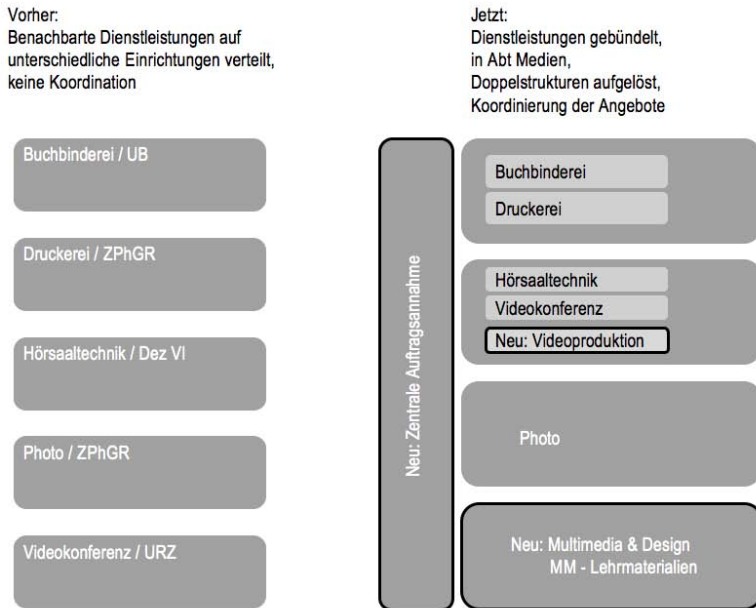 Vorher:
Benachbarte Dienstleistungen auf
unterschiedliche Einrichtungen verteilt,
keine Koordination
Buchbinderei / UB
Druckerei / ZPhGR
Hörsaaltechnik / Dez VI
Photo / ZPhGR
Videokonferenz / URZ
Jetzt:
Dienstleistungen gebündelt,
in Abt Medien,
Doppelstrukturen aufgelöst,
Koordinierung der Angebote
Neu: Zentrale Auftragsannahme
Buchbinderei
Druckerei
Hörsaaltechnik
Videokonferenz
Neu: Videoproduktion
Photo
Neu: Multimedia & Design
MM - Lehrmaterialien